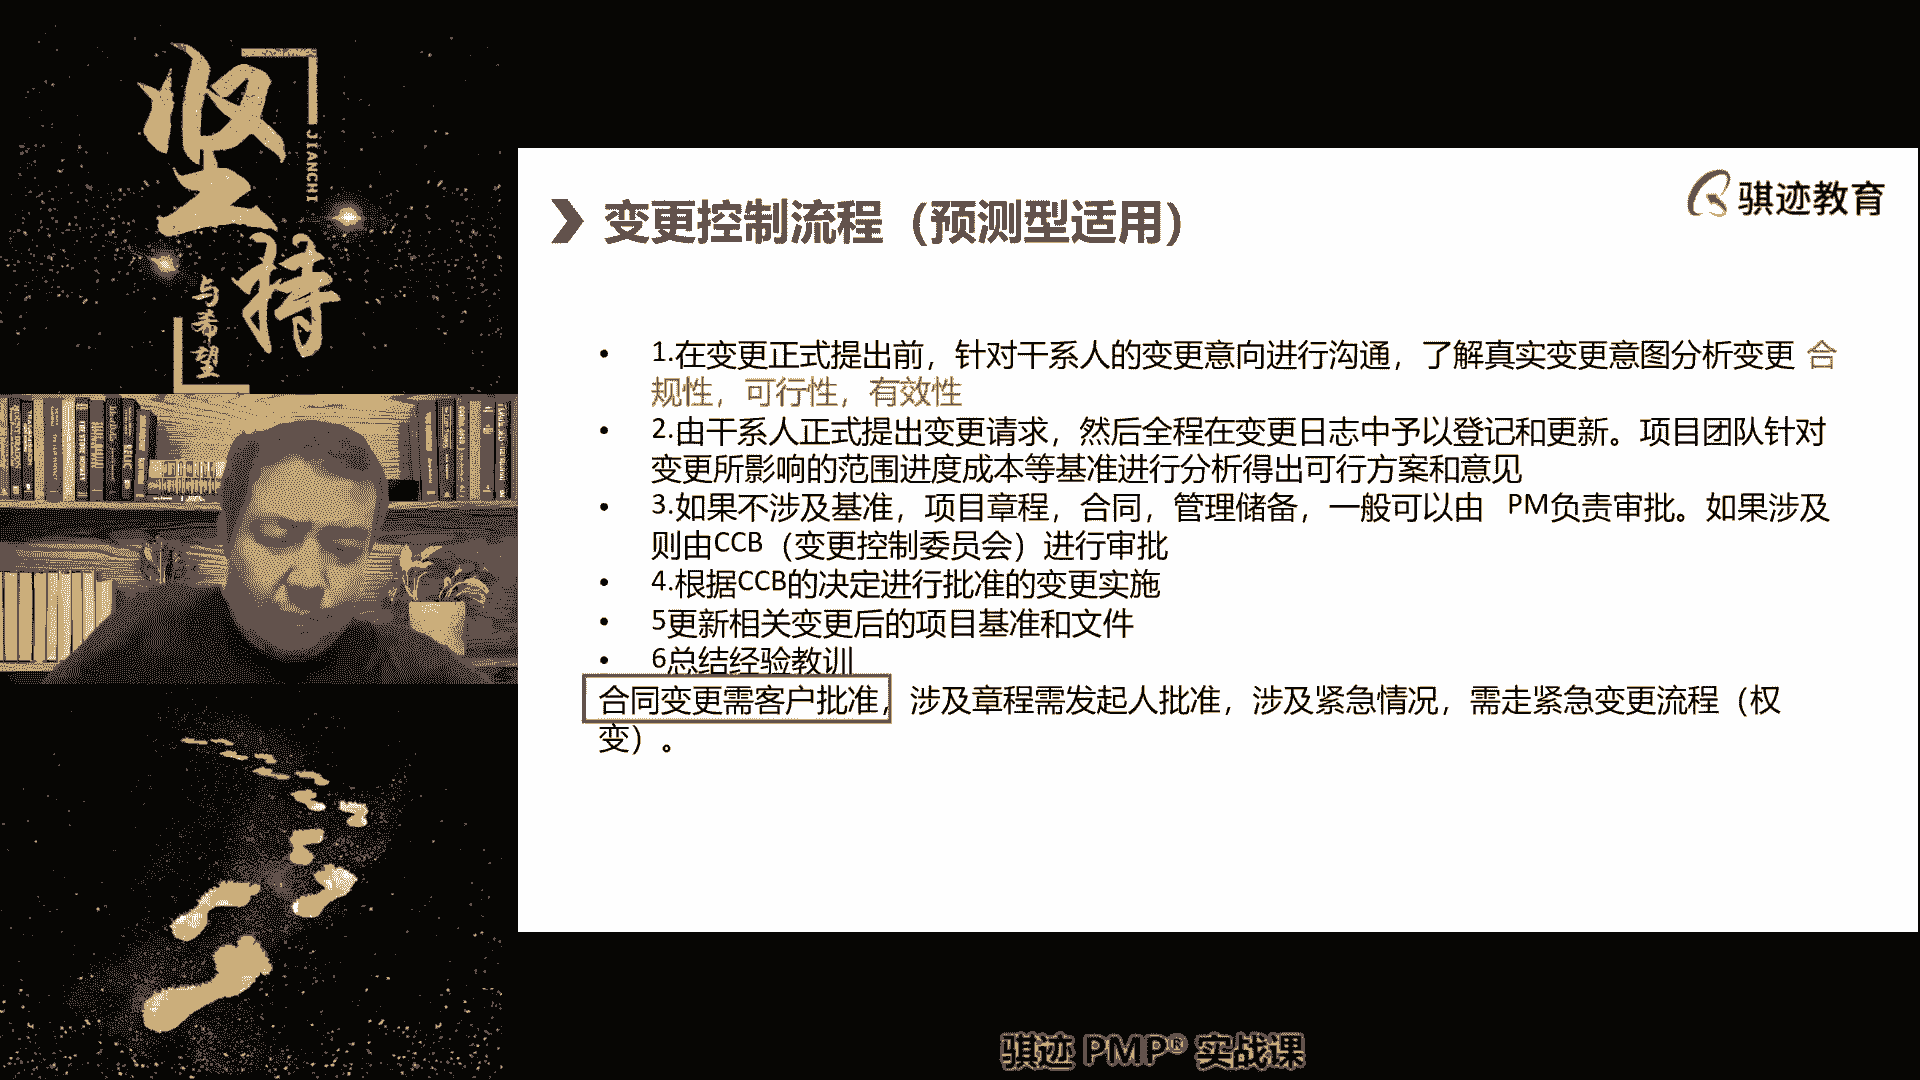 坚持
JIANCHI
与希望
骐迹教育
变更控制流程（预测型适用）
• 1.在变更正式提出前，针对干系人的变更意向进行沟通，了解真实变更意图分析变更 合
规性，可行性，有效性
• 2.由干系人正式提出变更请求，然后全程在变更日志中予以登记和更新。项目团队针对
变更所影响的范围进度成本等基准进行分析得出可行方案和意见
• 3.如果不涉及基准，项目章程，合同，管理储备，一般可以由 PM负责审批。如果涉及
则由CCB（变更控制委员会）进行审批
• 4.根据CCB的决定进行批准的变更实施
• 5更新相关变更后的项目基准和文件
• 6总结经验教训
合同变更需客户批准，涉及章程需发起人批准，涉及紧急情况，需走紧急变更流程（权
变）。
骐迹 PMP® 实战课